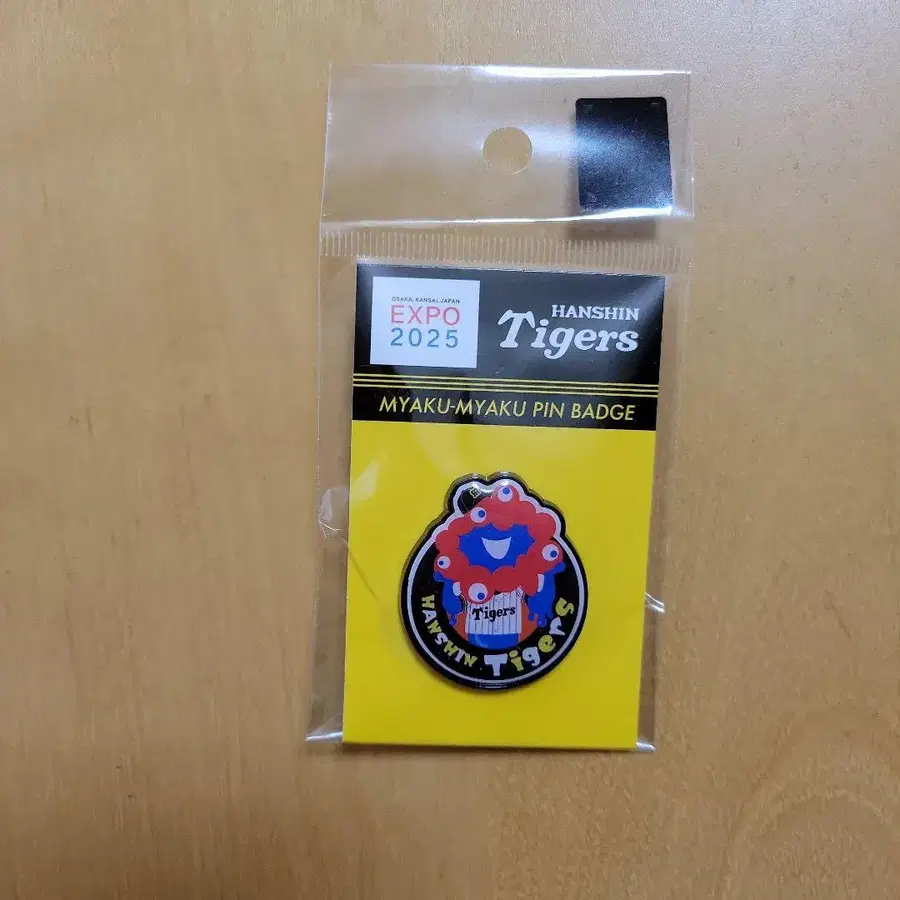 OSAKA, KANSAI, JAPAN
EXPO
2025
HANSHIN
Tigers
MYAKU-MYAKU PIN BADGE
Tigers
HANSHIN Tigers